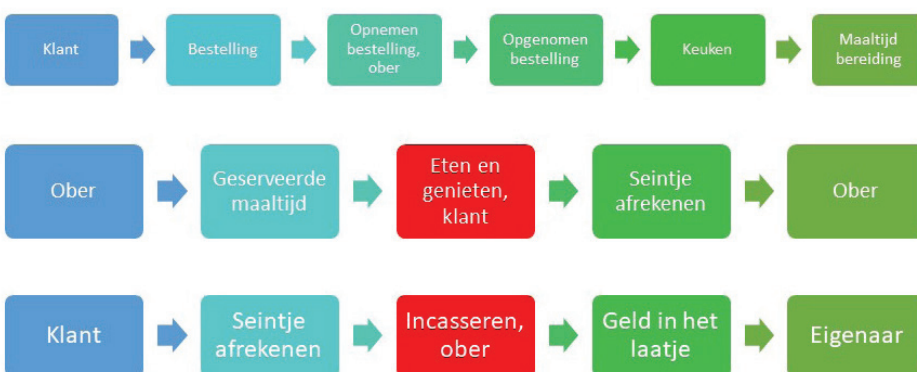 Klant
Bestelling
Opnemen
bestelling,
ober
Opgenomen
bestelling
Keuken
Maaltijd
bereiding
Ober
Geserveerde
maaltijd
Eten en
genieten,
klant
Seintje
afrekenen
Ober
Klant
Seintje
afrekenen
Incasseren,
ober
Geld in het
laatje
Eigenaar